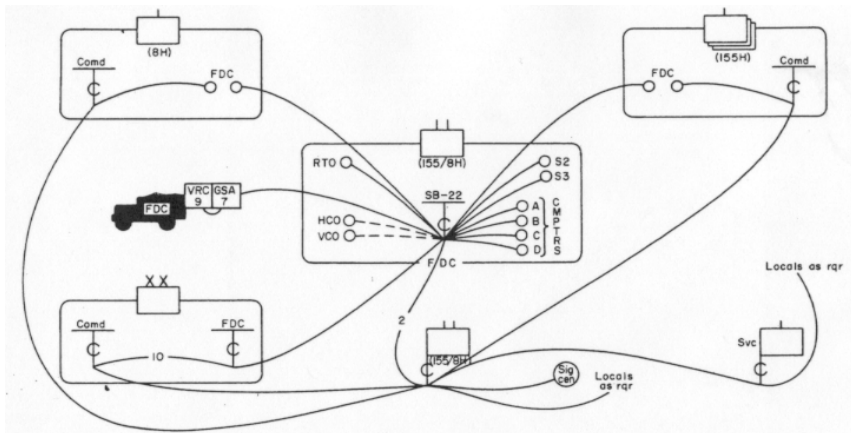 (8H)
Comd
FDC
(155H)
FDC
Comd
(155/8H)
RTO
S2
S3
SB-22
HCO
VCO
A
B
C
D
CMPTRS
FDC
VRC
9
GSA
7
FDC
XX
Comd
FDC
10
2
(155/8H)
Sig
cen
Locals as
rqr
Svc
Locals as rqr